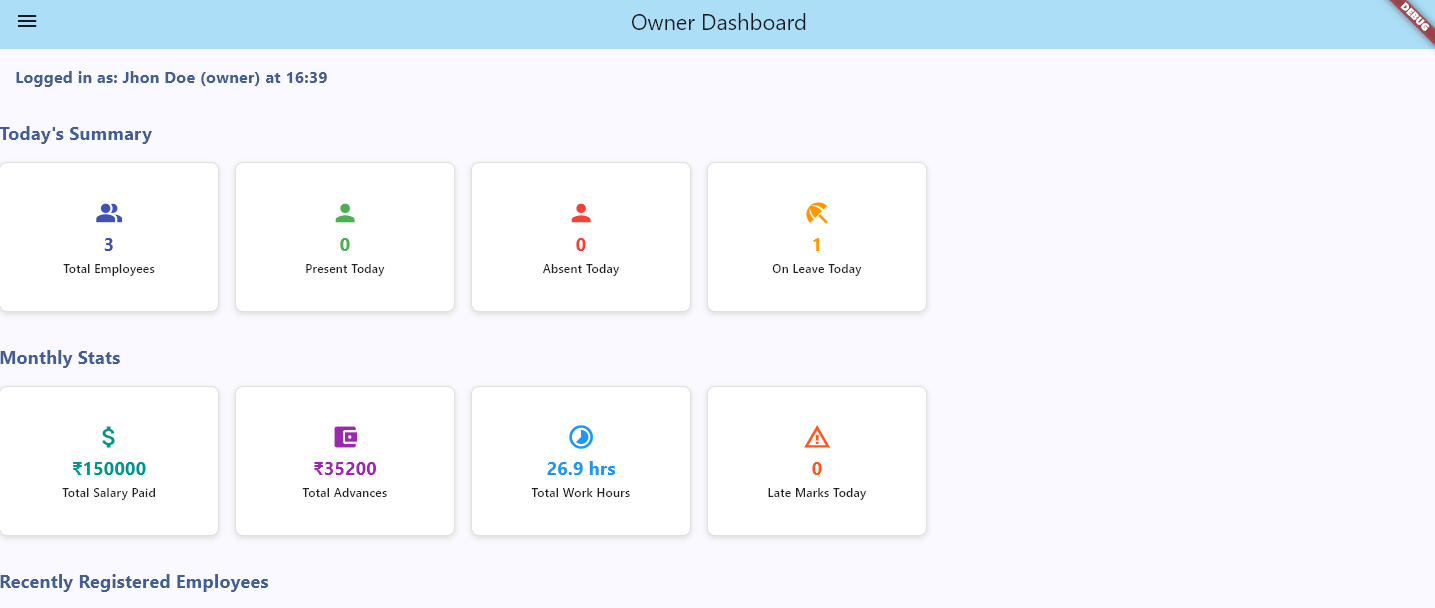 Owner Dashboard
DEBUG
Logged in as: Jhon Doe (owner) at 16:39
Today's Summary
3
Total Employees
0
Present Today
0
Absent Today
1
On Leave Today
Monthly Stats
₹150000
Total Salary Paid
₹35200
Total Advances
26.9 hrs
Total Work Hours
0
Late Marks Today
Recently Registered Employees